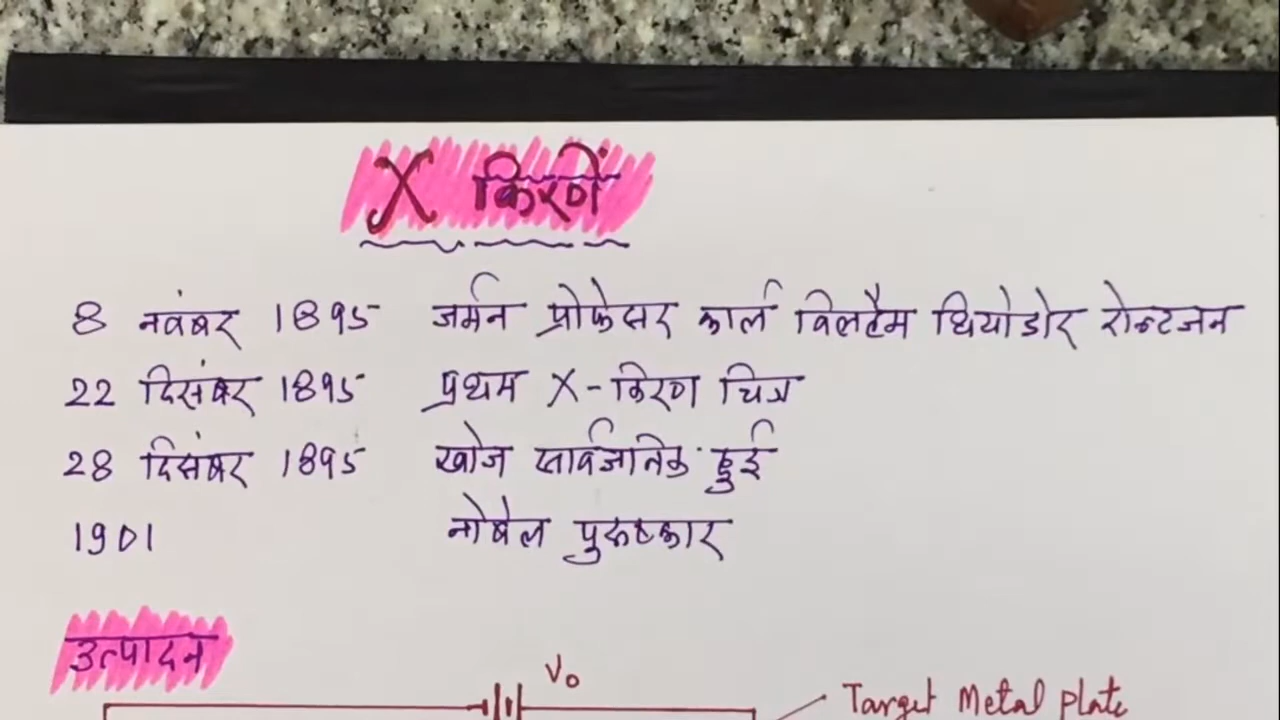 X किरणें
8 नवंबर 1895 जर्मन प्रोफेसर कार्ल विलहैम थियोडोर रोन्टजन
22 दिसंबर 1895 प्रथम X-किरण चित्र
28 दिसंबर 1895 खोज सार्वजनिक हुई
1901 नोबेल पुरुष्कार
उत्पादन
V₀
Target Metal plate